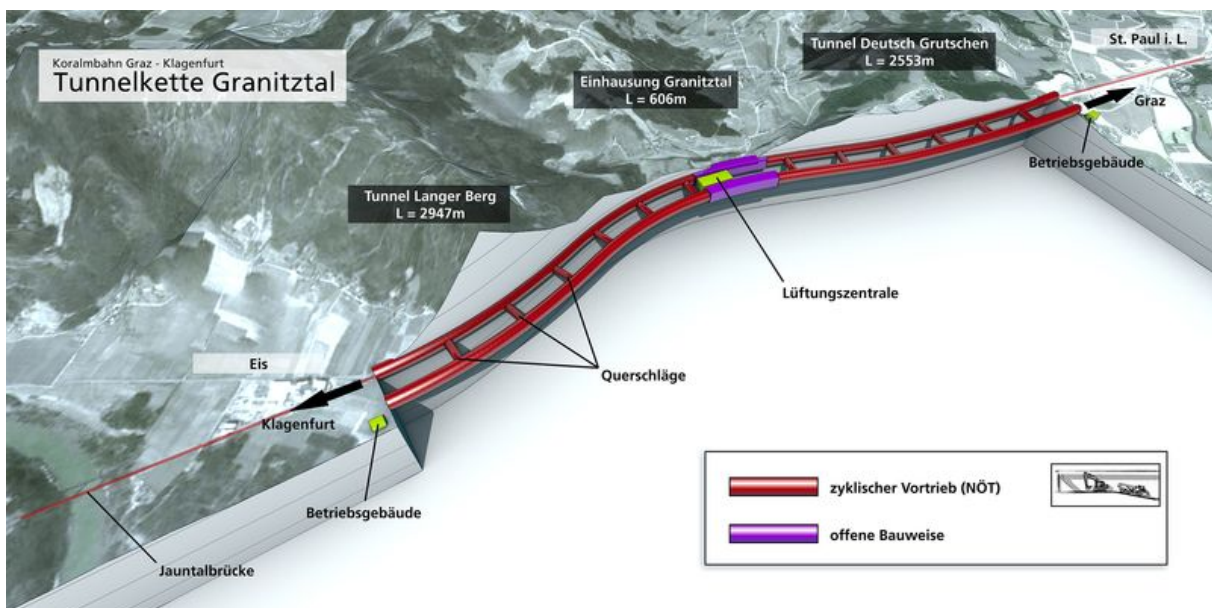 Koralmbahn Graz - Klagenfurt
Tunnelkette Granitztal
Tunnel Deutsch Grutschen
L = 2553m
St. Paul i. L.
Einhausung Granitztal
L = 606m
Graz
Betriebsgebäude
Tunnel Langer Berg
L = 2947m
Lüftungszentrale
Eis
Querschläge
Klagenfurt
Betriebsgebäude
Jauntalbrücke
zyklischer Vortrieb (NÖT)
offene Bauweise